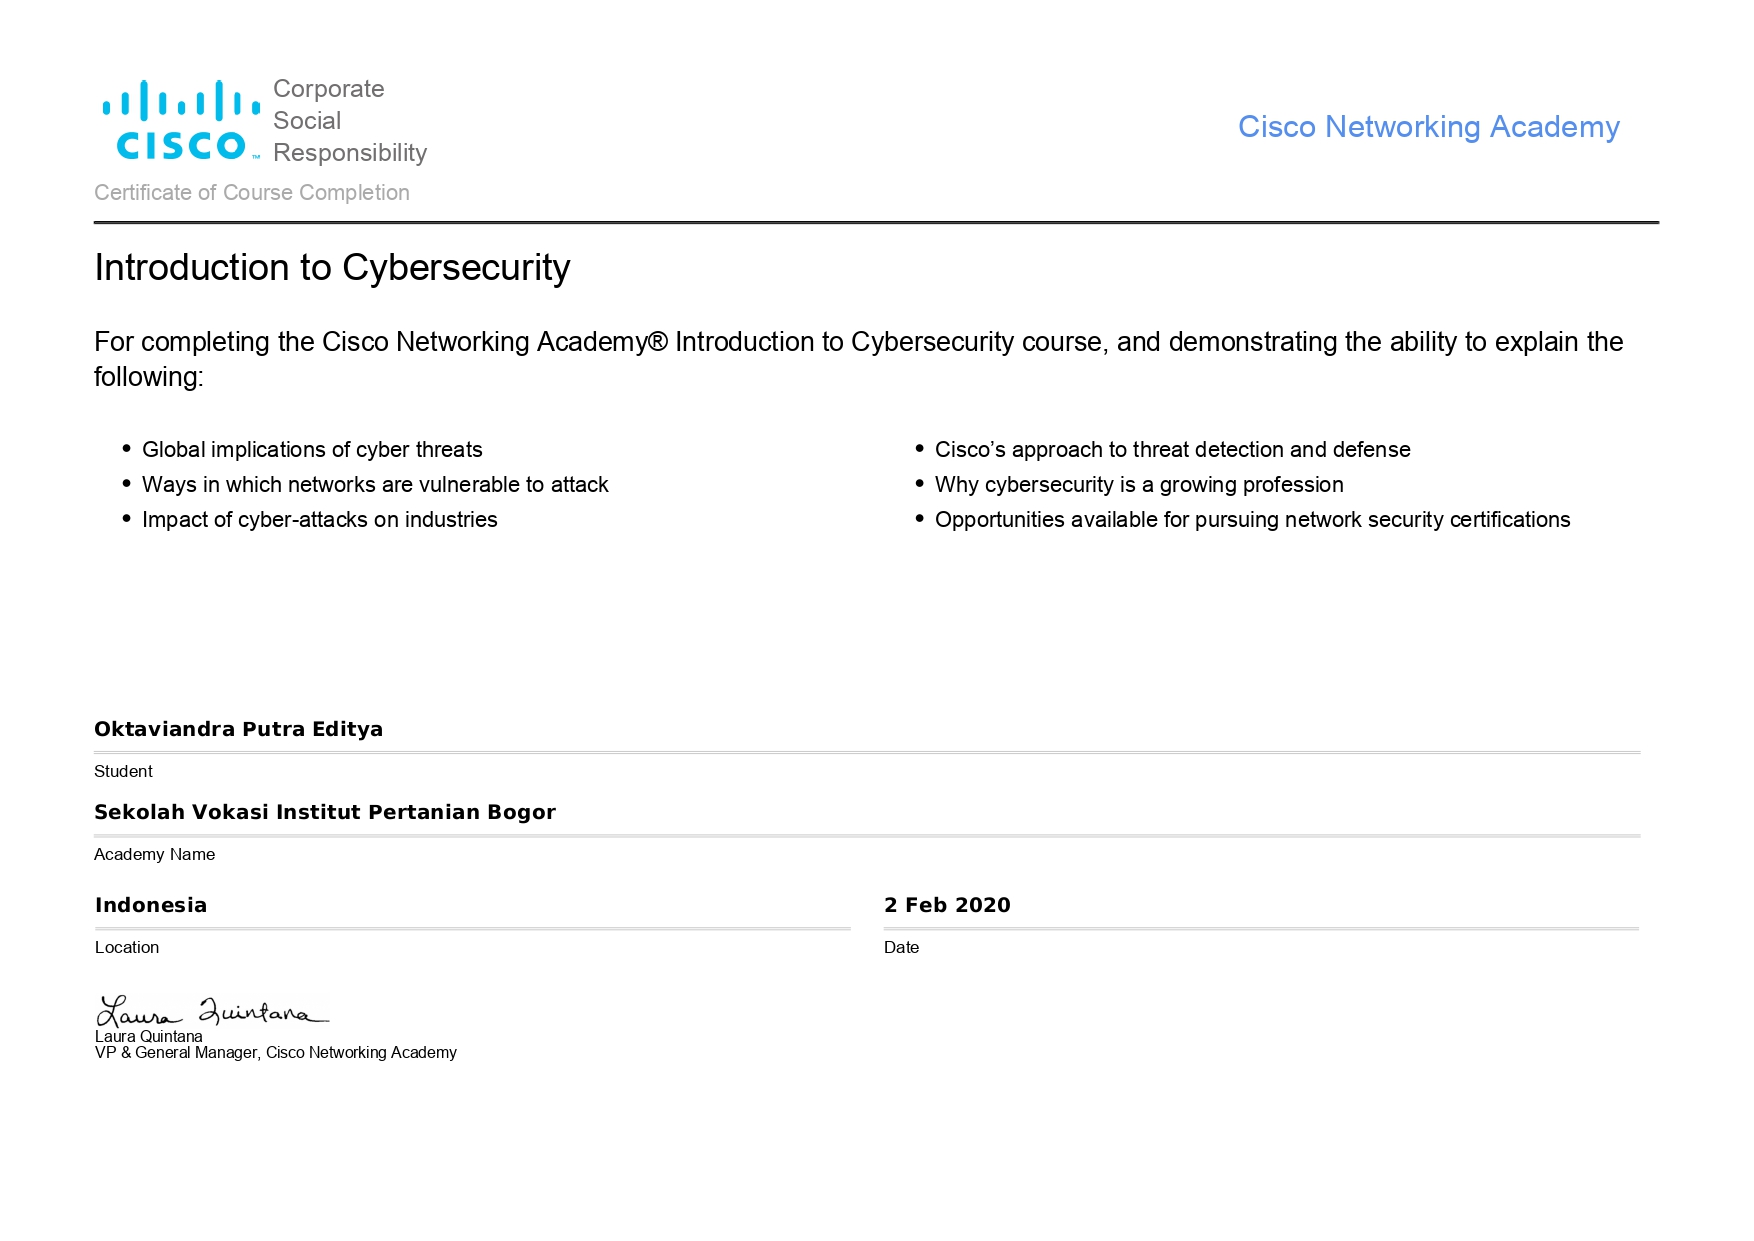 Corporate
Social
Responsibility
CISCO™
Cisco Networking Academy
Certificate of Course Completion
Introduction to Cybersecurity
For completing the Cisco Networking Academy® Introduction to Cybersecurity course, and demonstrating the ability to explain the
following:
• Global implications of cyber threats
• Ways in which networks are vulnerable to attack
• Impact of cyber-attacks on industries
• Cisco’s approach to threat detection and defense
• Why cybersecurity is a growing profession
• Opportunities available for pursuing network security certifications
Oktaviandra Putra Editya
Student
Sekolah Vokasi Institut Pertanian Bogor
Academy Name
Indonesia
Location
2 Feb 2020
Date
Laura Quintana
Laura Quintana
VP & General Manager, Cisco Networking Academy